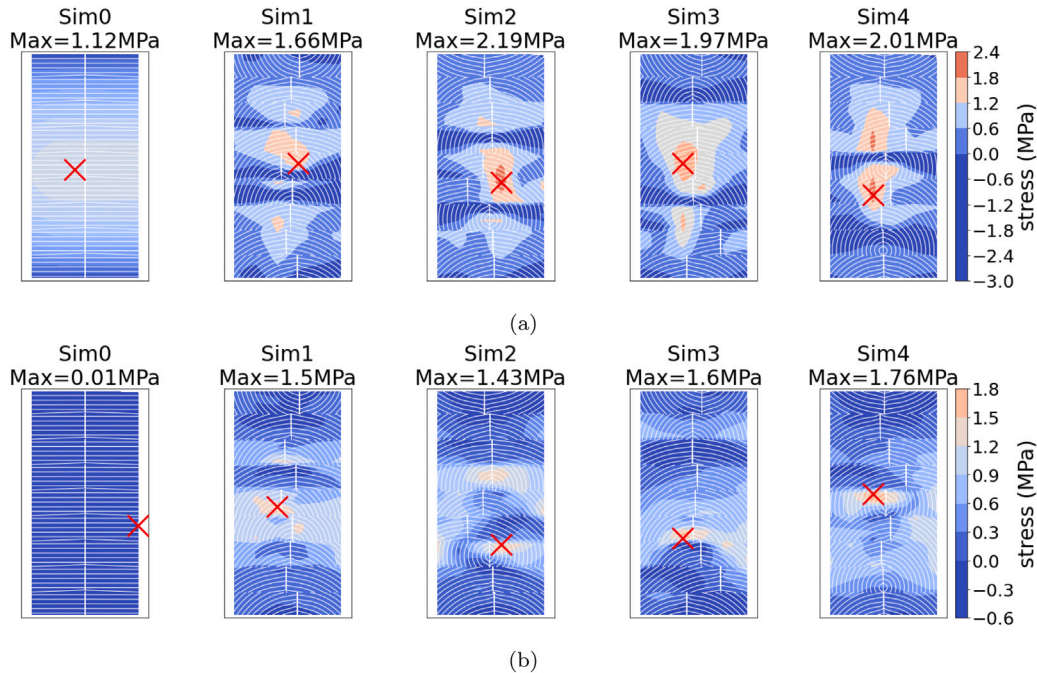 Sim0 Sim1 Sim2 Sim3 Sim4
Max=1.12MPa 1.66MPa 2.19MPa 1.97MPa 2.01MPa
2.4
1.8
1.2
0.6
0.0
−0.6
−1.2
−1.8
−2.4
−3.0
stress (MPa)
(a)
Sim0 Sim1 Sim2 Sim3 Sim4
Max=0.01MPa Max=1.5MPa Max=1.43MPa Max=1.6MPa Max=1.76MPa
1.8
1.5
1.2
0.9
0.6
0.3
0.0
−0.3
−0.6
stress (MPa)
(b)